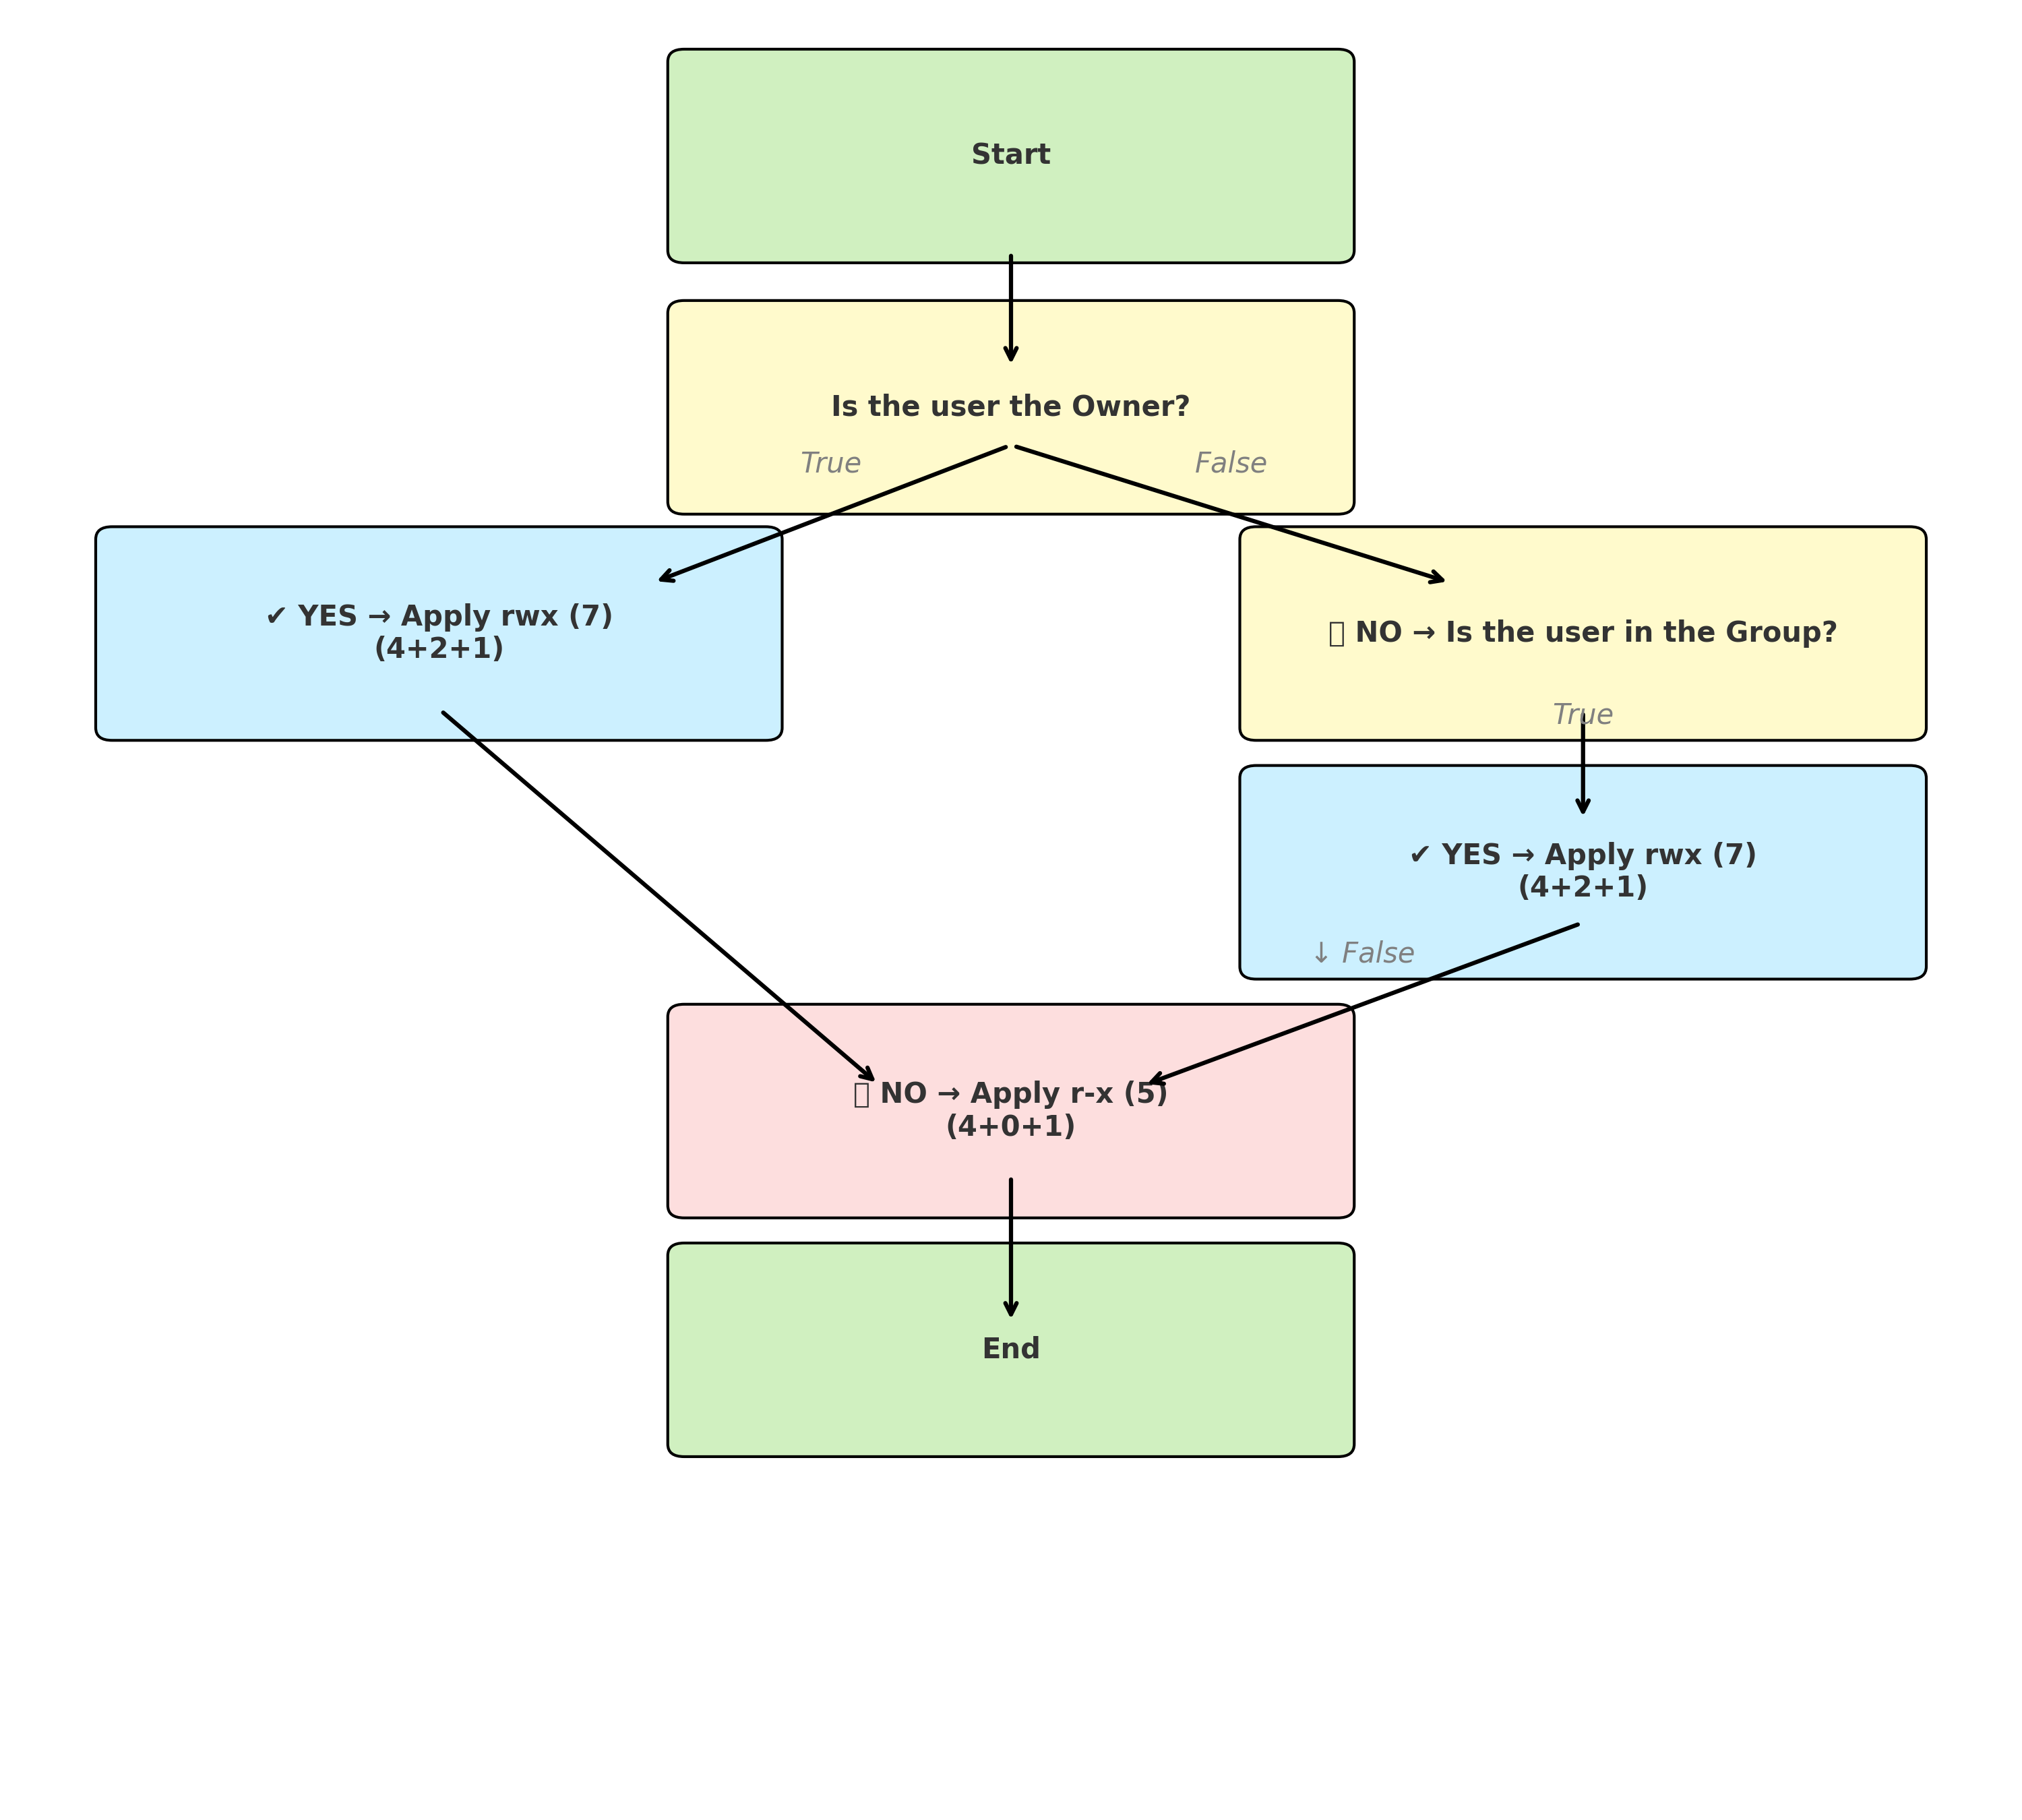 Start
Is the user the Owner?
True
False
✔ YES → Apply rwx (7)
(4+2+1)
▯ NO → Is the user in the Group?
True
✔ YES → Apply rwx (7)
(4+2+1)
↓ False
▯ NO → Apply r-x (5)
(4+0+1)
End